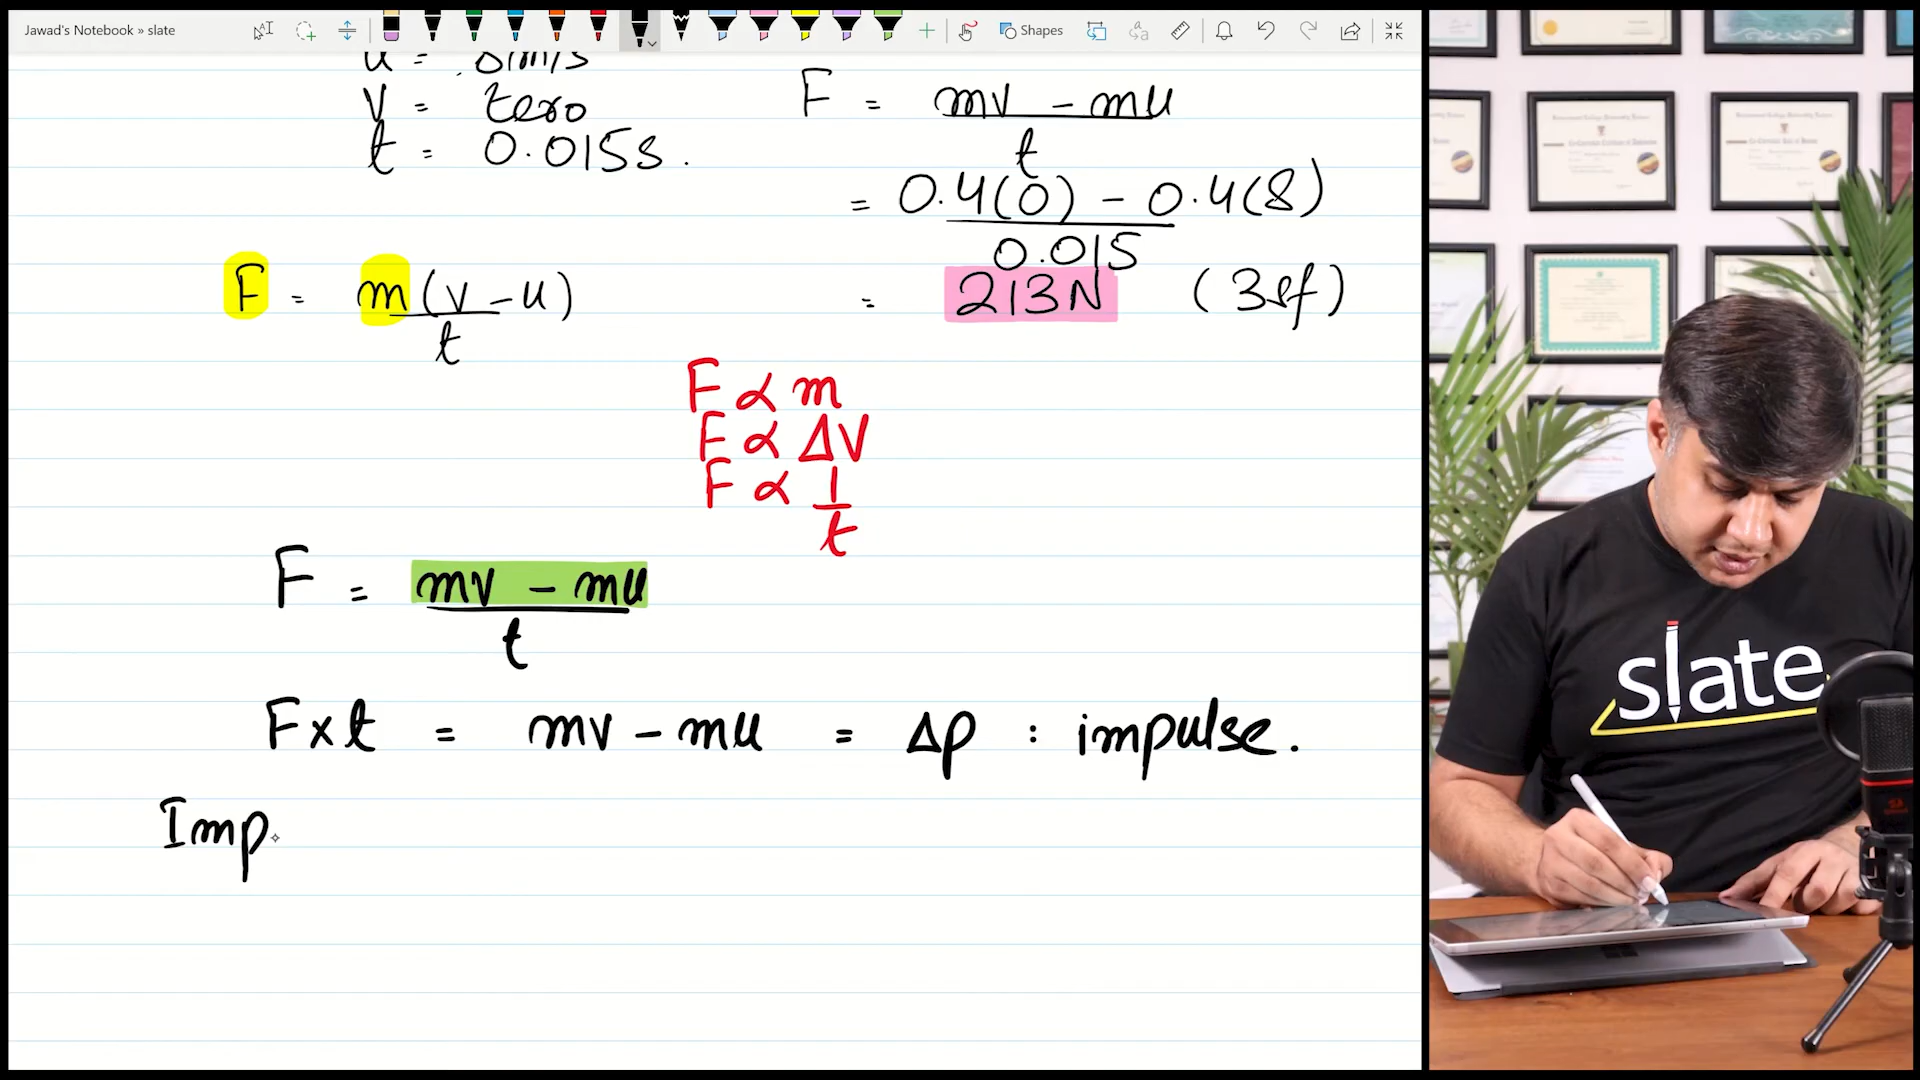 Jawad's Notebook » slate
Shapes
u = 8m/s
v = zero
t = 0.015s.
F = mv - mu
t
= 0.4(0) - 0.4(8)
0.015
= 213N (3sf)
F = m(v-u)
t
F ∝ m
F ∝ ΔV
F ∝ 1
t
F = mv - mu
t
F×t = mv - mu = Δp : impulse.
Imp
slate